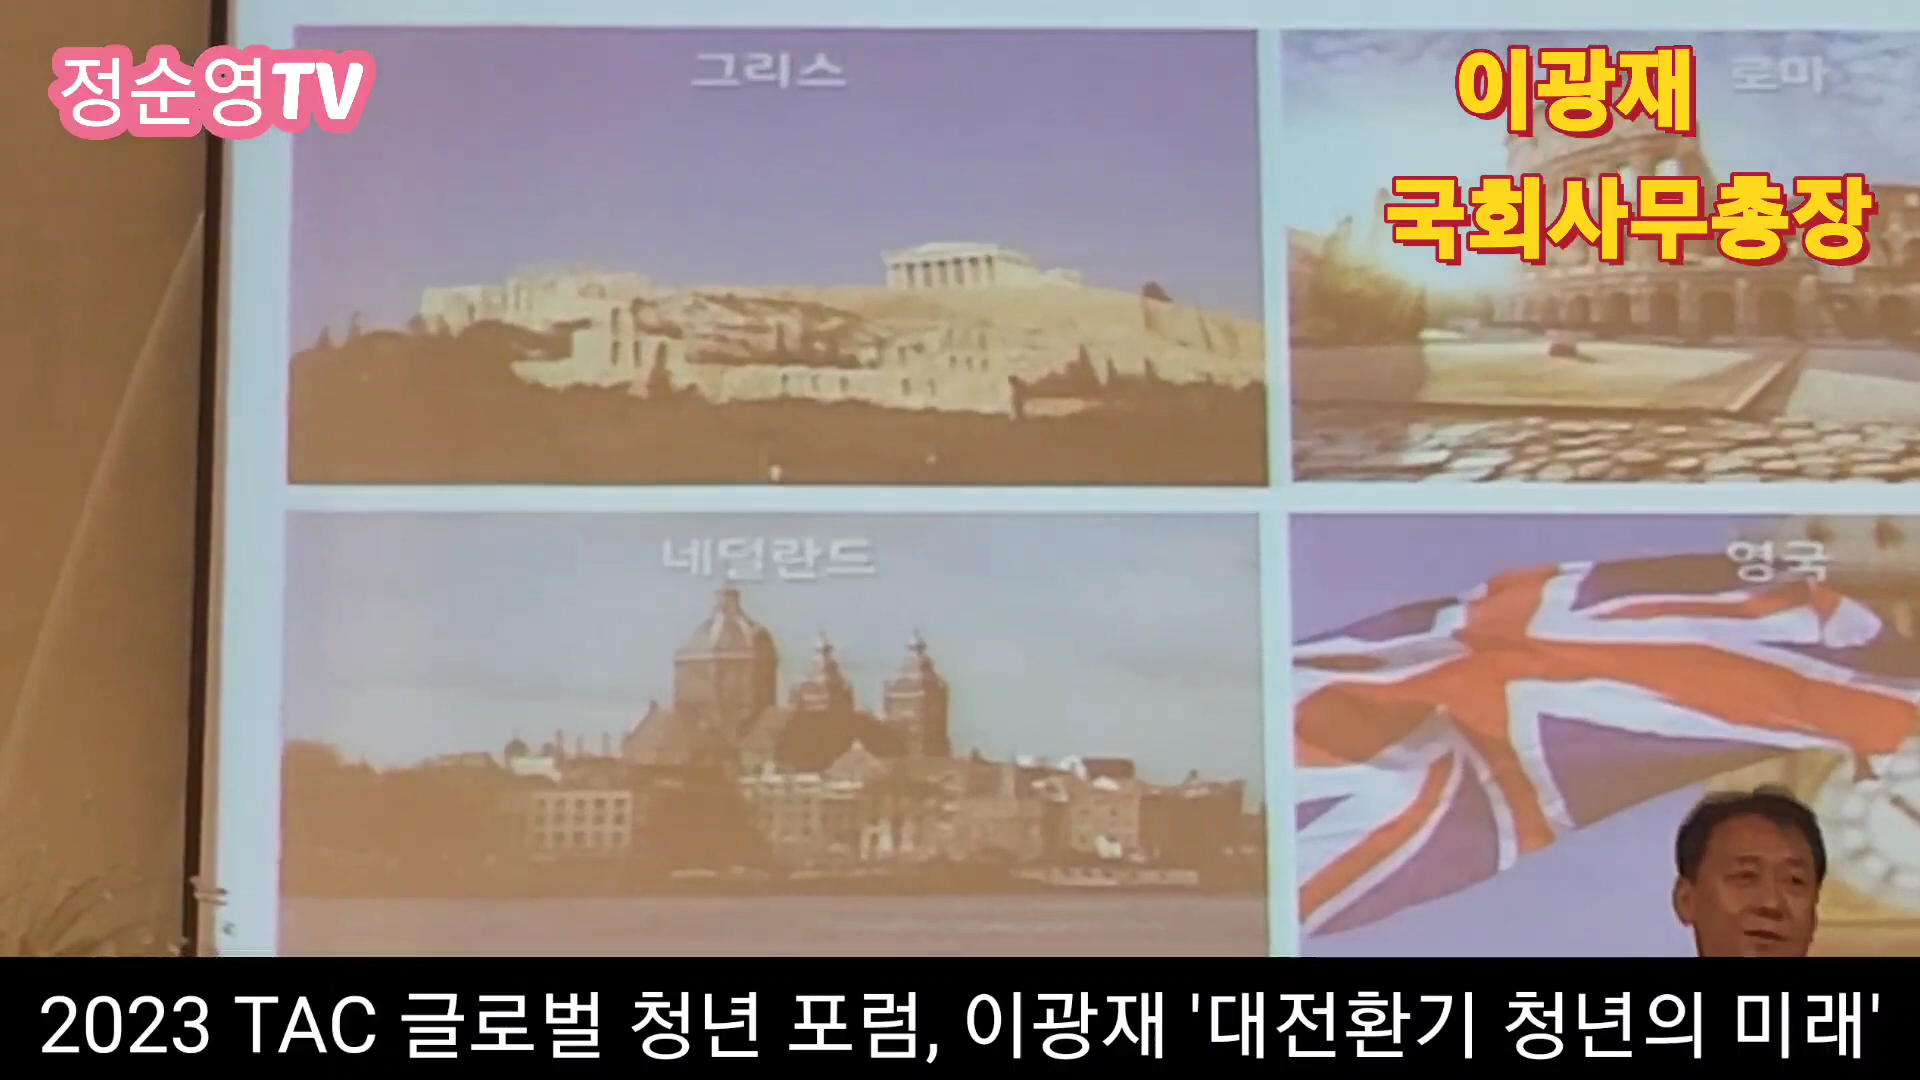 정순영TV
이광재
국회사무총장
그리스
로마
네덜란드
영국
2023 TAC 글로벌 청년 포럼, 이광재 '대전환기 청년의 미래'